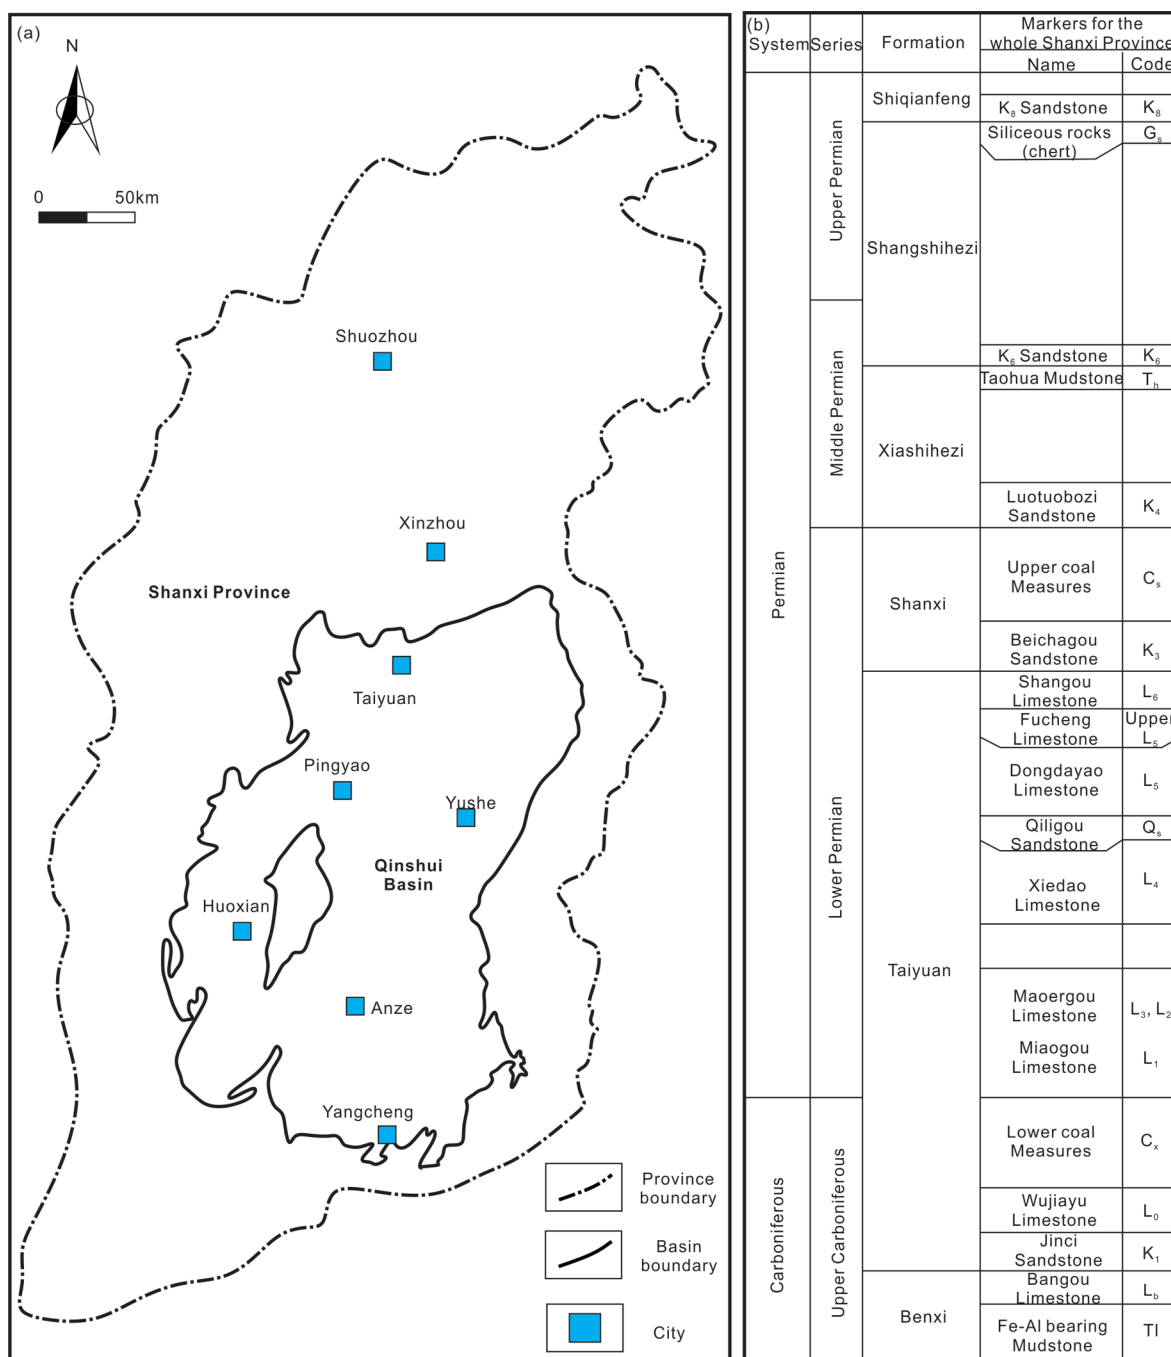 (a)
N
0 50km
Shuozhou
Xinzhou
Shanxi Province
Taiyuan
Pingyao
Yushe
Qinshui
Basin
Huoxian
Anze
Yangcheng
Province
boundary
Basin
boundary
City
(b)
System
Series
Formation
Markers for the
whole Shanxi Province
Name
Code
Permian
Carboniferous
Upper Permian
Middle Permian
Lower Permian
Upper Carboniferous
Shiqianfeng
Shangshihezi
Xiashihezi
Shanxi
Taiyuan
Benxi
K₈ Sandstone K₈
Siliceous rocks Gₛ
(chert)
K₆ Sandstone K₆
Taohua Mudstone Tₕ
Luotuobozi
Sandstone K₄
Upper coal
Measures Cₛ
Beichagou
Sandstone K₃
Shangou
Limestone L₆
Fucheng Upper
Limestone L₅
Dongdayao
Limestone L₅
Qiligou Qₛ
Sandstone
Xiedao
Limestone L₄
Maoergou
Limestone L₃, L₂
Miaogou
Limestone L₁
Lower coal
Measures Cₓ
Wujiayu
Limestone L₀
Jinci
Sandstone K₁
Bangou
Limestone L_b
Fe-Al bearing
Mudstone TI